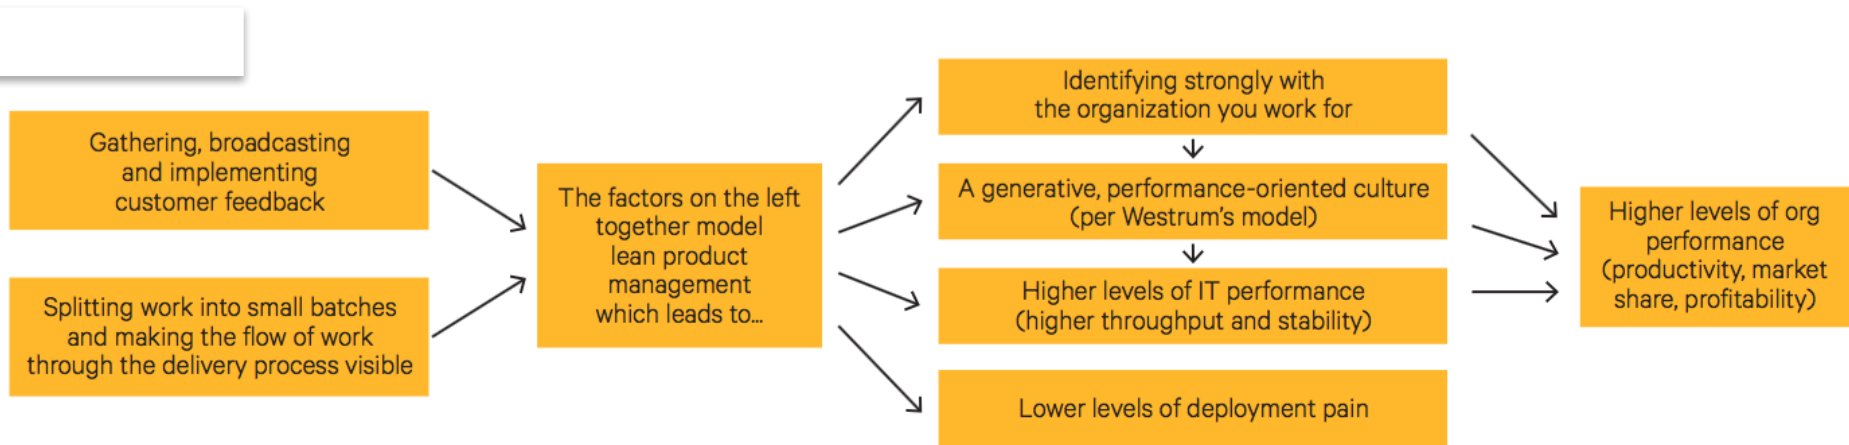 Gathering, broadcasting
and implementing
customer feedback
Splitting work into small batches
and making the flow of work
through the delivery process visible
The factors on the left
together model
lean product
management
which leads to...
Identifying strongly with
the organization you work for
A generative, performance-oriented culture
(per Westrum's model)
Higher levels of IT performance
(higher throughput and stability)
Lower levels of deployment pain
Higher levels of org
performance
(productivity, market
share, profitability)